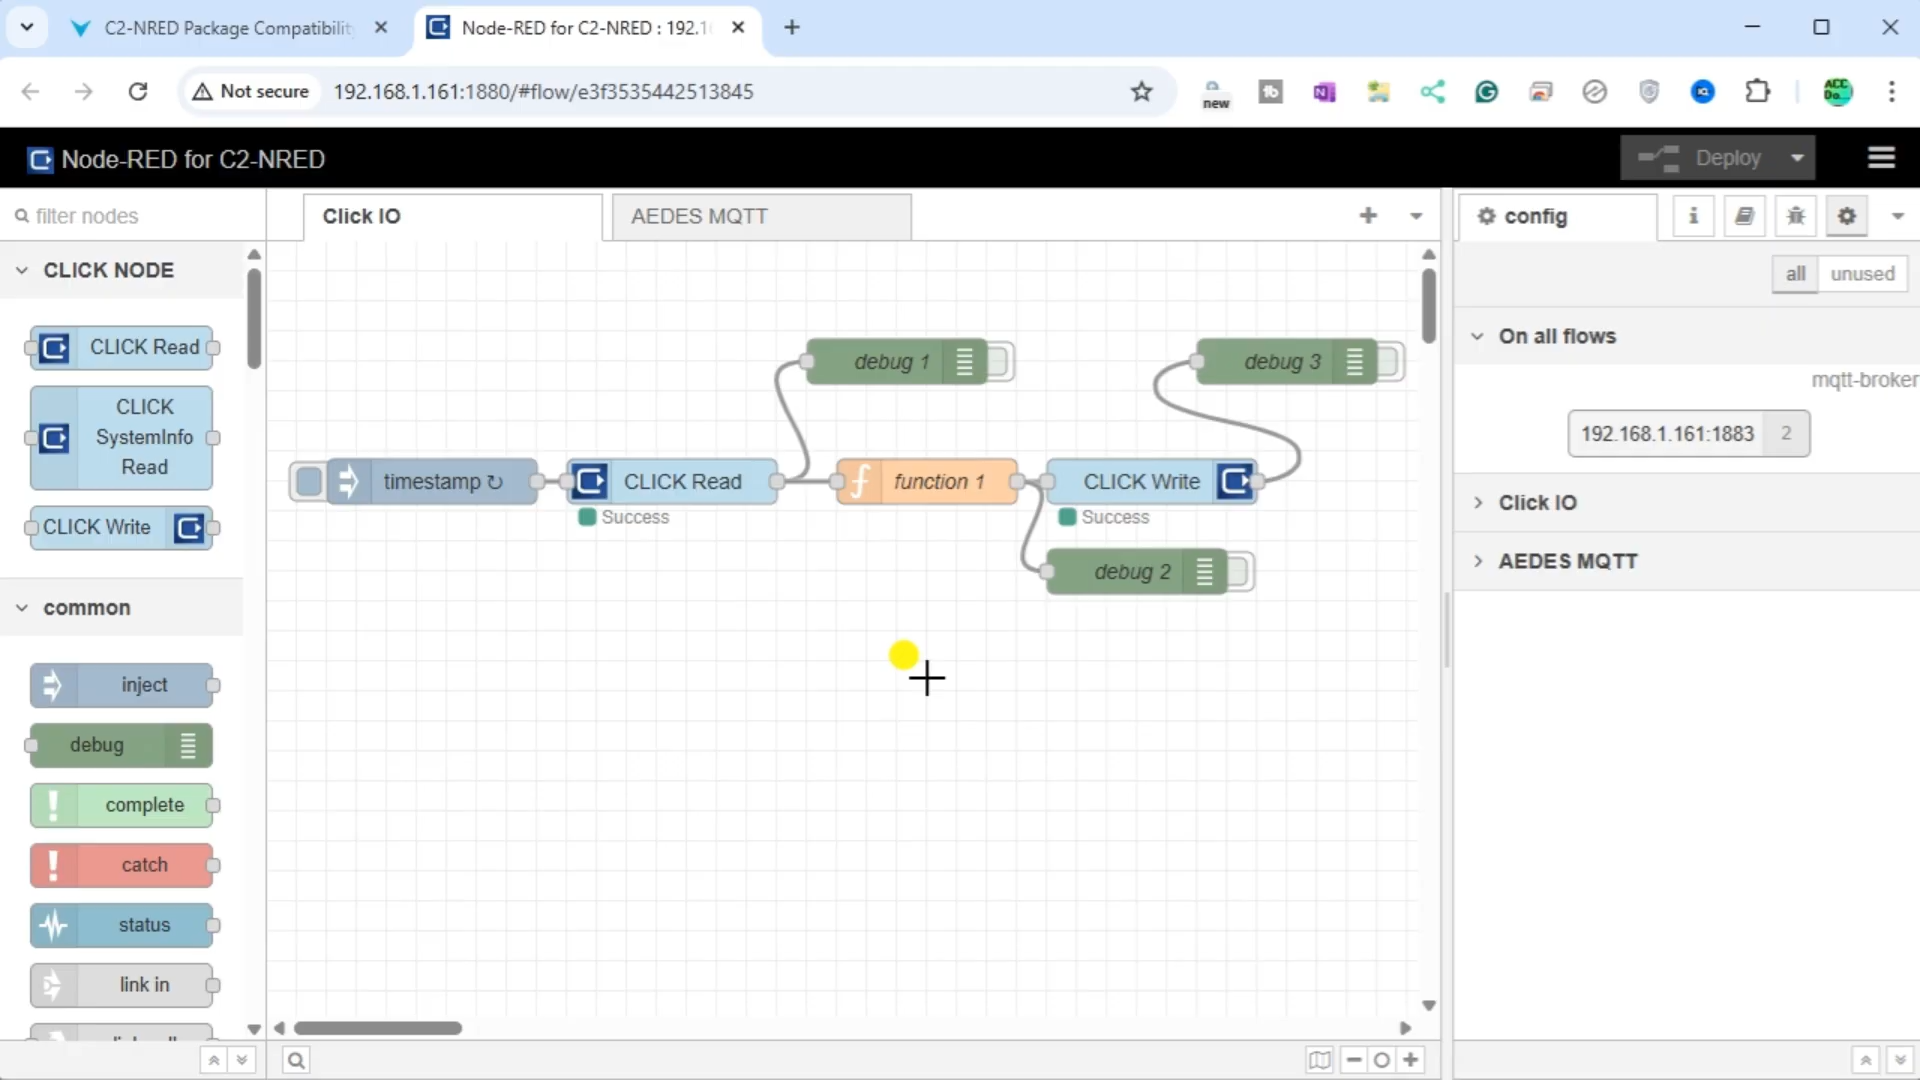 C2-NRED Package Compatibilit
Node-RED for C2-NRED : 192.1
Not secure
192.168.1.161:1880/#flow/e3f3535442513845
new
ACC
Do...
Node-RED for C2-NRED
Deploy
filter nodes
Click IO
AEDES MQTT
config
all
unused
CLICK NODE
CLICK Read
CLICK
SystemInfo
Read
CLICK Write
common
inject
debug
complete
catch
status
link in
debug 1
debug 3
timestamp ↻
CLICK Read
Success
function 1
CLICK Write
Success
debug 2
On all flows
mqtt-broker
192.168.1.161:1883
2
Click IO
AEDES MQTT